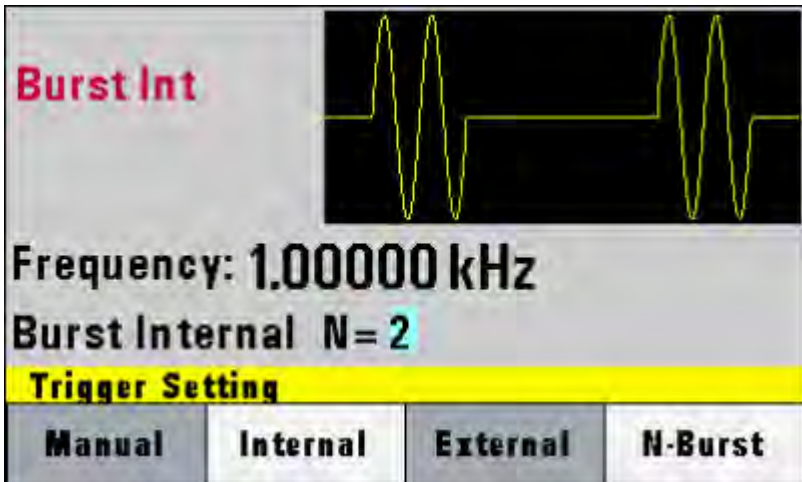 Burst Int
Frequency: 1.00000 kHz
Burst Internal N= 2
Trigger Setting
Manual Internal External N-Burst